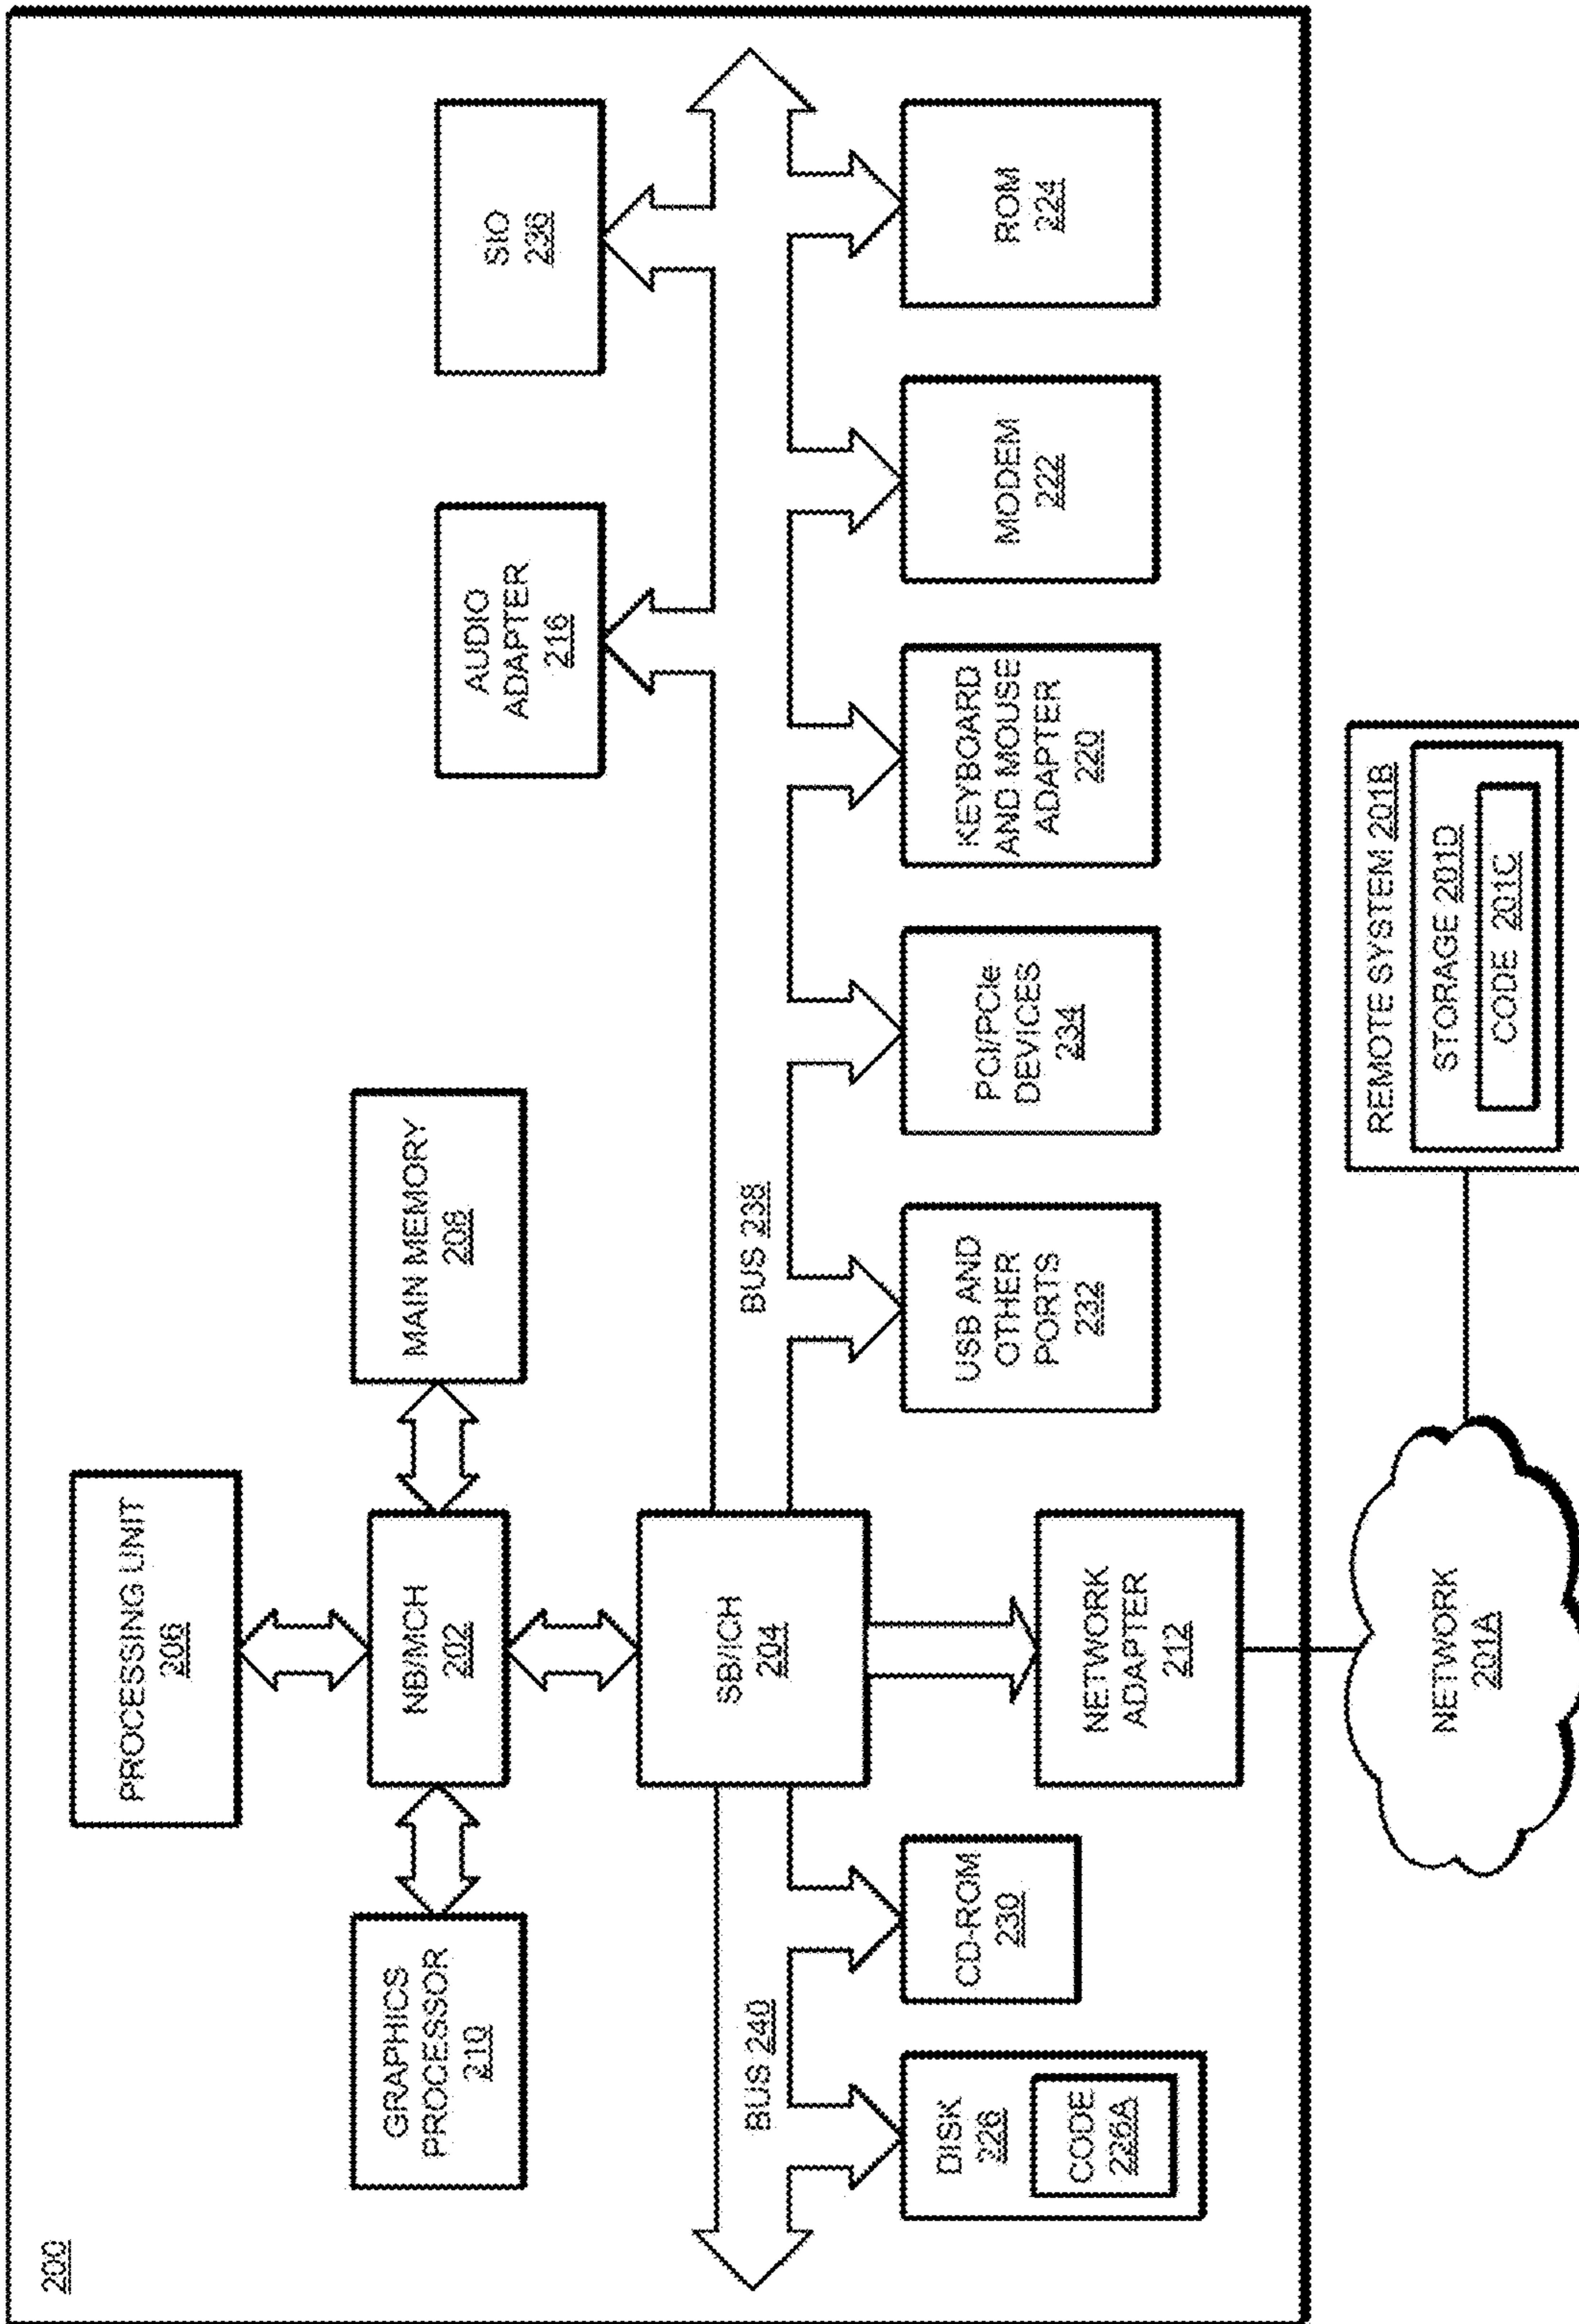 200
PROCESSING UNIT
206
GRAPHICS
PROCESSOR
210
NB/MCH
202
MAIN MEMORY
208
AUDIO
ADAPTER
216
SIO
236
SB/ICH
204
BUS 240
BUS 238
DISK
226
CODE
226A
CD-ROM
230
NETWORK
ADAPTER
212
USB AND
OTHER
PORTS
232
PCI/PCIe
DEVICES
234
KEYBOARD
AND MOUSE
ADAPTER
220
MODEM
222
ROM
224
NETWORK
201A
REMOTE SYSTEM 201B
STORAGE 201D
CODE 201C